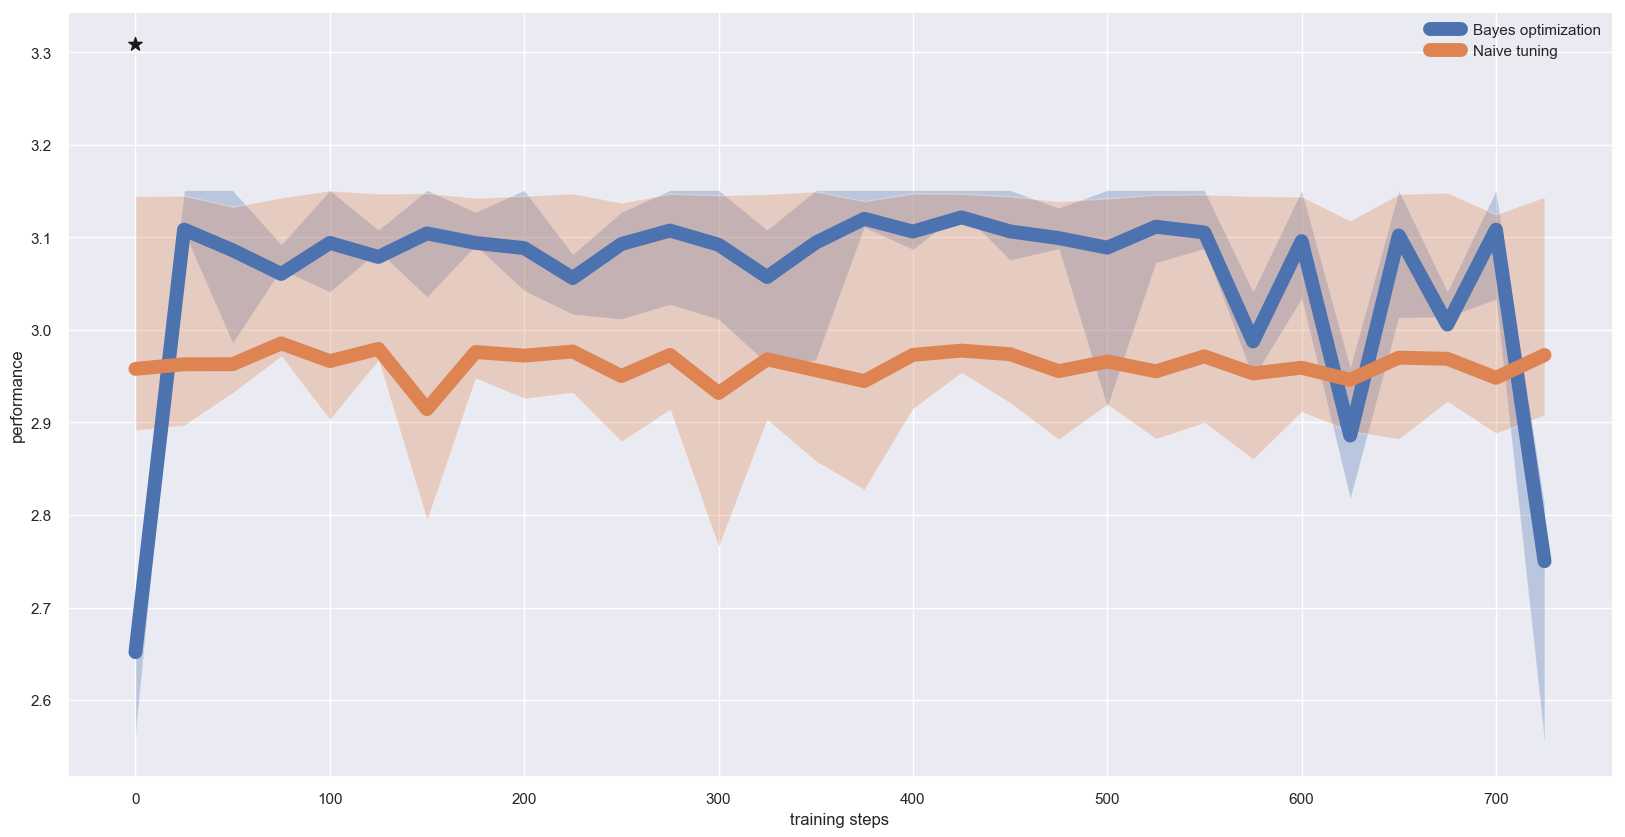 Bayes optimization
Naive tuning
3.3
3.2
3.1
3.0
2.9
2.8
2.7
2.6
performance
0 100 200 300 400 500 600 700
training steps